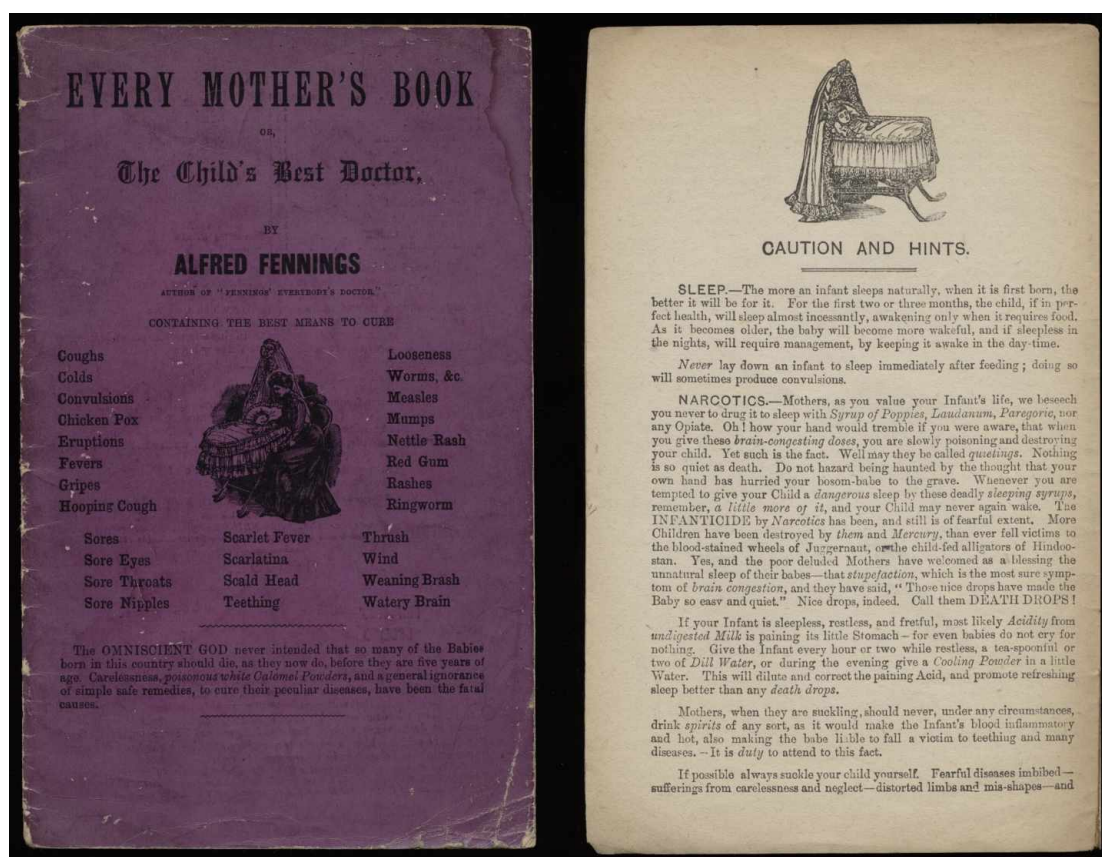 EVERY MOTHER'S BOOK
OR,
The Child's Best Doctor,
BY
ALFRED FENNINGS
AUTHOR OF "FENNINGS' EVERYBODY'S DOCTOR."
CONTAINING THE BEST MEANS TO CURE
Coughs
Colds
Convulsions
Chicken Pox
Eruptions
Fevers
Gripes
Hooping Cough
Looseness
Worms, &c.
Measles
Mumps
Nettle Rash
Red Gum
Rashes
Ringworm
Sores
Sore Eyes
Sore Throats
Sore Nipples
Scarlet Fever
Scarlatina
Scald Head
Teething
Thrush
Wind
Weaning Brash
Watery Brain
The OMNISCIENT GOD never intended that so many of the Babies
born in this country should die, as they now do, before they are five years of
age. Carelessness, poisonous white Calomel Powders, and a general ignorance
of simple safe remedies, to cure their peculiar diseases, have been the fatal
causes.
CAUTION AND HINTS.
SLEEP.—The more an infant sleeps naturally, when it is first born, the
better it will be for it. For the first two or three months, the child, if in per-
fect health, will sleep almost incessantly, awakening only when it requires food.
As it becomes older, the baby will become more wakeful, and if sleepless in
the nights, will require management, by keeping it awake in the day-time.
Never lay down an infant to sleep immediately after feeding; doing so
will sometimes produce convulsions.
NARCOTICS.—Mothers, as you value your Infant's life, we beseech
you never to drug it to sleep with Syrup of Poppies, Laudanum, Paregoric, nor
any Opiate. Oh! how your hand would tremble if you were aware, that when
you give these brain-congesting doses, you are slowly poisoning and destroying
your child. Yet such is the fact. Well may they be called quietings. Nothing
is so quiet as death. Do not hazard being haunted by the thought that your
own hand has hurried your bosom-babe to the grave. Whenever you are
tempted to give your Child a dangerous sleep by these deadly sleeping syrups,
remember, a little more of it, and your Child may never again wake. The
INFANTICIDE by Narcotics has been, and still is of fearful extent. More
Children have been destroyed by them and Mercury, than ever fell victims to
the blood-stained wheels of Juggernaut, or the child-fed alligators of Hindoo-
stan. Yes, and the poor deluded Mothers have welcomed as a blessing the
unnatural sleep of their babes—that stupefaction, which is the most sure symp-
tom of brain congestion, and they have said, "Those nice drops have made the
Baby so easy and quiet." Nice drops, indeed. Call them DEATH DROPS!
If your Infant is sleepless, restless, and fretful, most likely Acidity from
undigested Milk is paining its little Stomach—for even babies do not cry for
nothing. Give the Infant every hour or two while restless, a tea-spoonful or
two of Dill Water, or during the evening give a Cooling Powder in a little
Water. This will dilute and correct the paining Acid, and promote refreshing
sleep better than any death drops.
Mothers, when they are suckling, should never, under any circumstances,
drink spirits of any sort, as it would make the Infant's blood inflammatory
and hot, also making the babe liable to fall a victim to teething and many
diseases.—It is duty to attend to this fact.
If possible always suckle your child yourself. Fearful diseases imbibed—
sufferings from carelessness and neglect—distorted limbs and mis-shapes—and